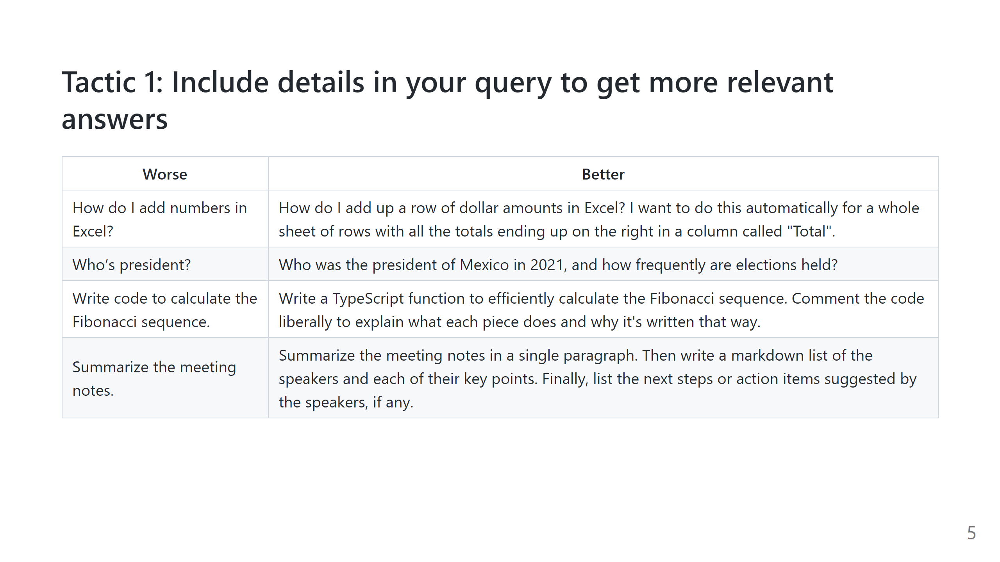 Tactic 1: Include details in your query to get more relevant
answers
Worse
Better
How do I add numbers in
Excel?
How do I add up a row of dollar amounts in Excel? I want to do this automatically for a whole
sheet of rows with all the totals ending up on the right in a column called "Total".
Who’s president?
Who was the president of Mexico in 2021, and how frequently are elections held?
Write code to calculate the
Fibonacci sequence.
Write a TypeScript function to efficiently calculate the Fibonacci sequence. Comment the code
liberally to explain what each piece does and why it's written that way.
Summarize the meeting
notes.
Summarize the meeting notes in a single paragraph. Then write a markdown list of the
speakers and each of their key points. Finally, list the next steps or action items suggested by
the speakers, if any.
5